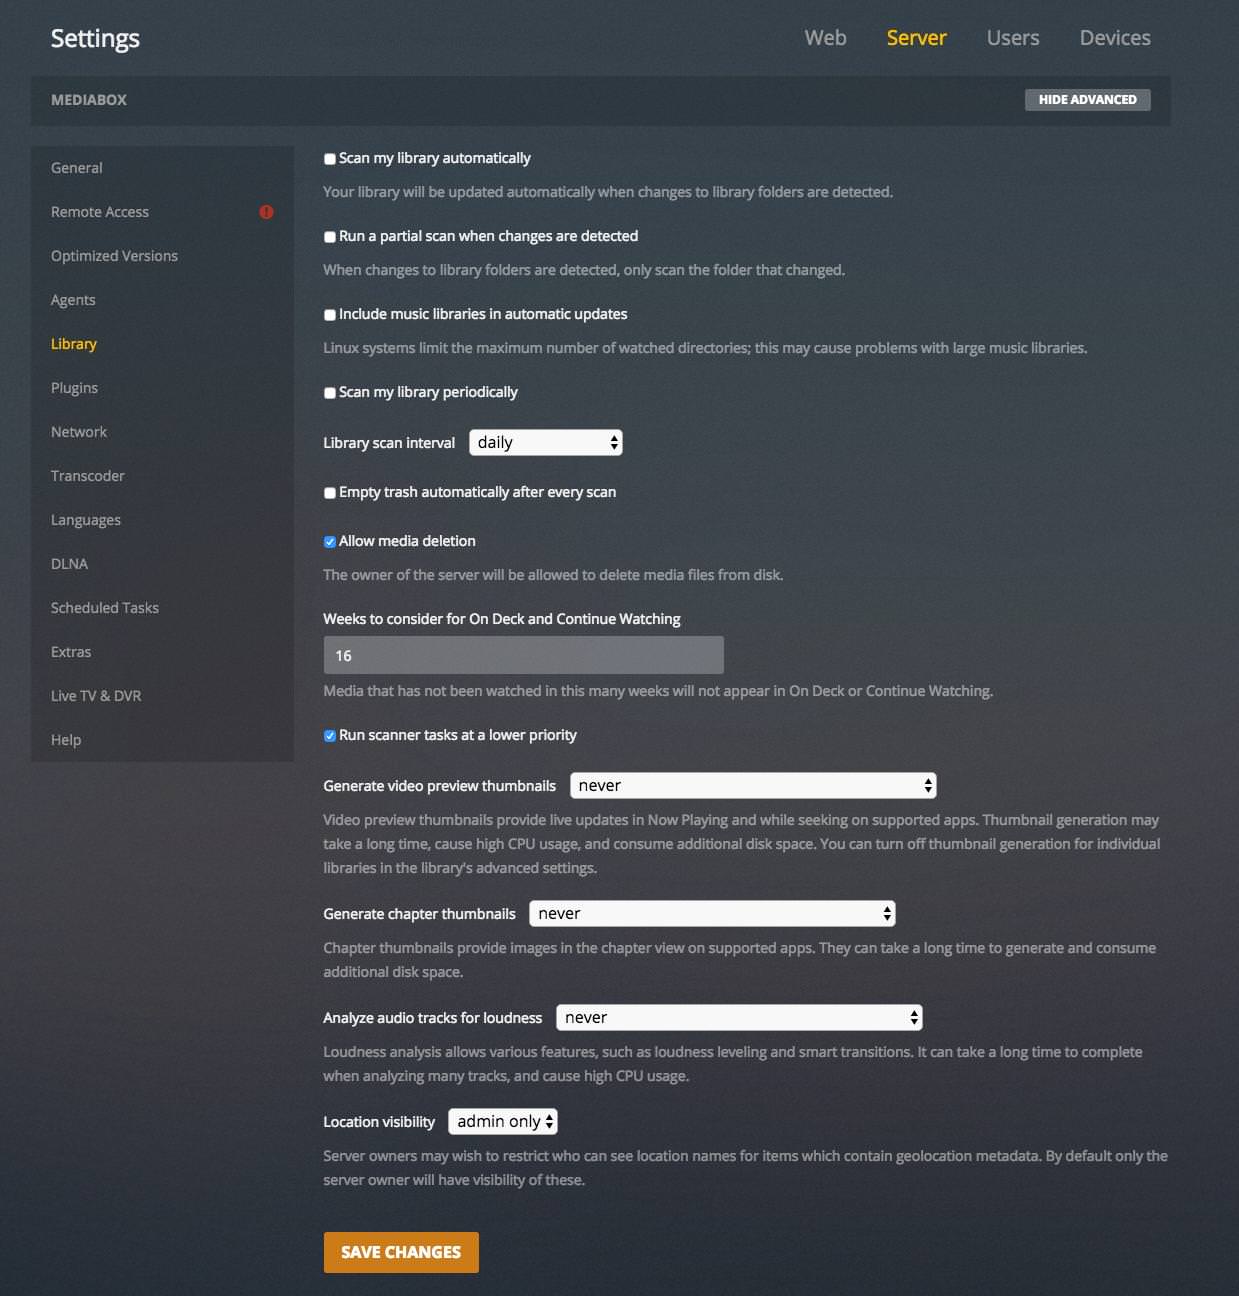 Settings
Web Server Users Devices
MEDIABOX
HIDE ADVANCED
General
Remote Access
Optimized Versions
Agents
Library
Plugins
Network
Transcoder
Languages
DLNA
Scheduled Tasks
Extras
Live TV & DVR
Help
Scan my library automatically
Your library will be updated automatically when changes to library folders are detected.
Run a partial scan when changes are detected
When changes to library folders are detected, only scan the folder that changed.
Include music libraries in automatic updates
Linux systems limit the maximum number of watched directories; this may cause problems with large music libraries.
Scan my library periodically
Library scan interval daily
Empty trash automatically after every scan
Allow media deletion
The owner of the server will be allowed to delete media files from disk.
Weeks to consider for On Deck and Continue Watching
16
Media that has not been watched in this many weeks will not appear in On Deck or Continue Watching.
Run scanner tasks at a lower priority
Generate video preview thumbnails never
Video preview thumbnails provide live updates in Now Playing and while seeking on supported apps. Thumbnail generation may
take a long time, cause high CPU usage, and consume additional disk space. You can turn off thumbnail generation for individual
libraries in the library's advanced settings.
Generate chapter thumbnails never
Chapter thumbnails provide images in the chapter view on supported apps. They can take a long time to generate and consume
additional disk space.
Analyze audio tracks for loudness never
Loudness analysis allows various features, such as loudness leveling and smart transitions. It can take a long time to complete
when analyzing many tracks, and cause high CPU usage.
Location visibility admin only
Server owners may wish to restrict who can see location names for items which contain geolocation metadata. By default only the
server owner will have visibility of these.
SAVE CHANGES